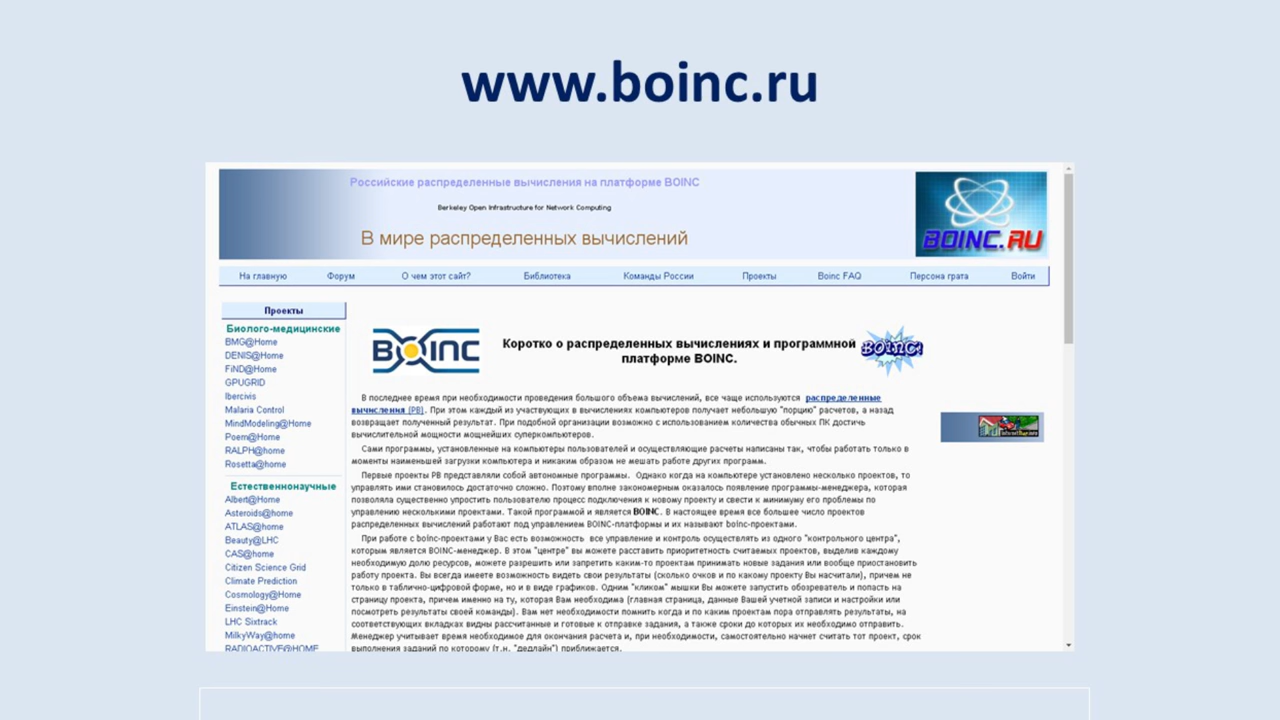 www.boinc.ru
Российские распределенные вычисления на платформе BOINC
Berkeley Open Infrastructure for Network Computing
В мире распределенных вычислений
BOINC.RU
На главную Форум О чем этот сайт? Библиотека Команды России Проекты Boinc FAQ Персона грата Войти
Проекты
Биолого-медицинские
BMG@Home
DENIS@Home
FiND@Home
GPUGRID
Ibercivis
Malaria Control
MindModeling@Home
Poem@Home
RALPH@home
Rosetta@home
Естественнонаучные
Albert@Home
Asteroids@home
ATLAS@home
Beauty@LHC
CAS@home
Citizen Science Grid
Climate Prediction
Cosmology@Home
Einstein@Home
LHC Sixtrack
MilkyWay@home
RADIOACTIVE@HOME
BOINC
Коротко о распределенных вычислениях и программной
платформе BOINC.
BOINC!
В последнее время при необходимости проведения большого объема вычислений, все чаще используются распределенные
вычисления (РВ). При этом каждый из участвующих в вычислениях компьютеров получает небольшую "порцию" расчетов, а назад
возвращает полученный результат. При подобной организации возможно с использованием количества обычных ПК достичь
вычислительной мощности мощнейших суперкомпьютеров.
Сами программы, установленные на компьютеры пользователей и осуществляющие расчеты написаны так, чтобы работать только в
моменты наименьшей загрузки компьютера и никаким образом не мешать работе других программ.
Первые проекты РВ представляли собой автономные программы. Однако когда на компьютере установлено несколько проектов, то
управлять ими становилось достаточно сложно. Поэтому вполне закономерным оказалось появление программы-менеджера, которая
позволяла существенно упростить пользователю процесс подключения к новому проекту и свести к минимуму его проблемы по
управлению несколькими проектами. Такой программой и является BOINC. В настоящее время все большее число проектов
распределенных вычислений работают под управлением BOINC-платформы и их называют boinc-проектами.
При работе с boinc-проектами у Вас есть возможность все управление и контроль осуществлять из одного "контрольного центра",
которым является BOINC-менеджер. В этом "центре" вы можете расставить приоритетность считаемых проектов, выделив каждому
необходимую долю ресурсов, можете разрешить или запретить каким-то проектам принимать новые задания или вообще приостановить
работу проекта. Вы всегда имеете возможность видеть свои результаты (сколько очков и по какому проекту Вы насчитали), причем не
только в таблично-цифровой форме, но и в виде графиков. Одним "кликом" мышки Вы можете запустить обозреватель и попасть на
страницу проекта, причем именно на ту, которая Вам необходима (главная страница, данные Вашей учетной записи и настройки или
посмотреть результаты своей команды). Вам нет необходимости помнить когда и по каким проектам пора отправлять результаты, на
соответствующих вкладках видны рассчитанные и готовые к отправке задания, а также сроки до которых их необходимо отправить.
Менеджер учитывает время необходимое для окончания расчета и, при необходимости, самостоятельно начнет считать тот проект, срок
выполнения заданий по которому (т.н. "дедлайн") приближается.